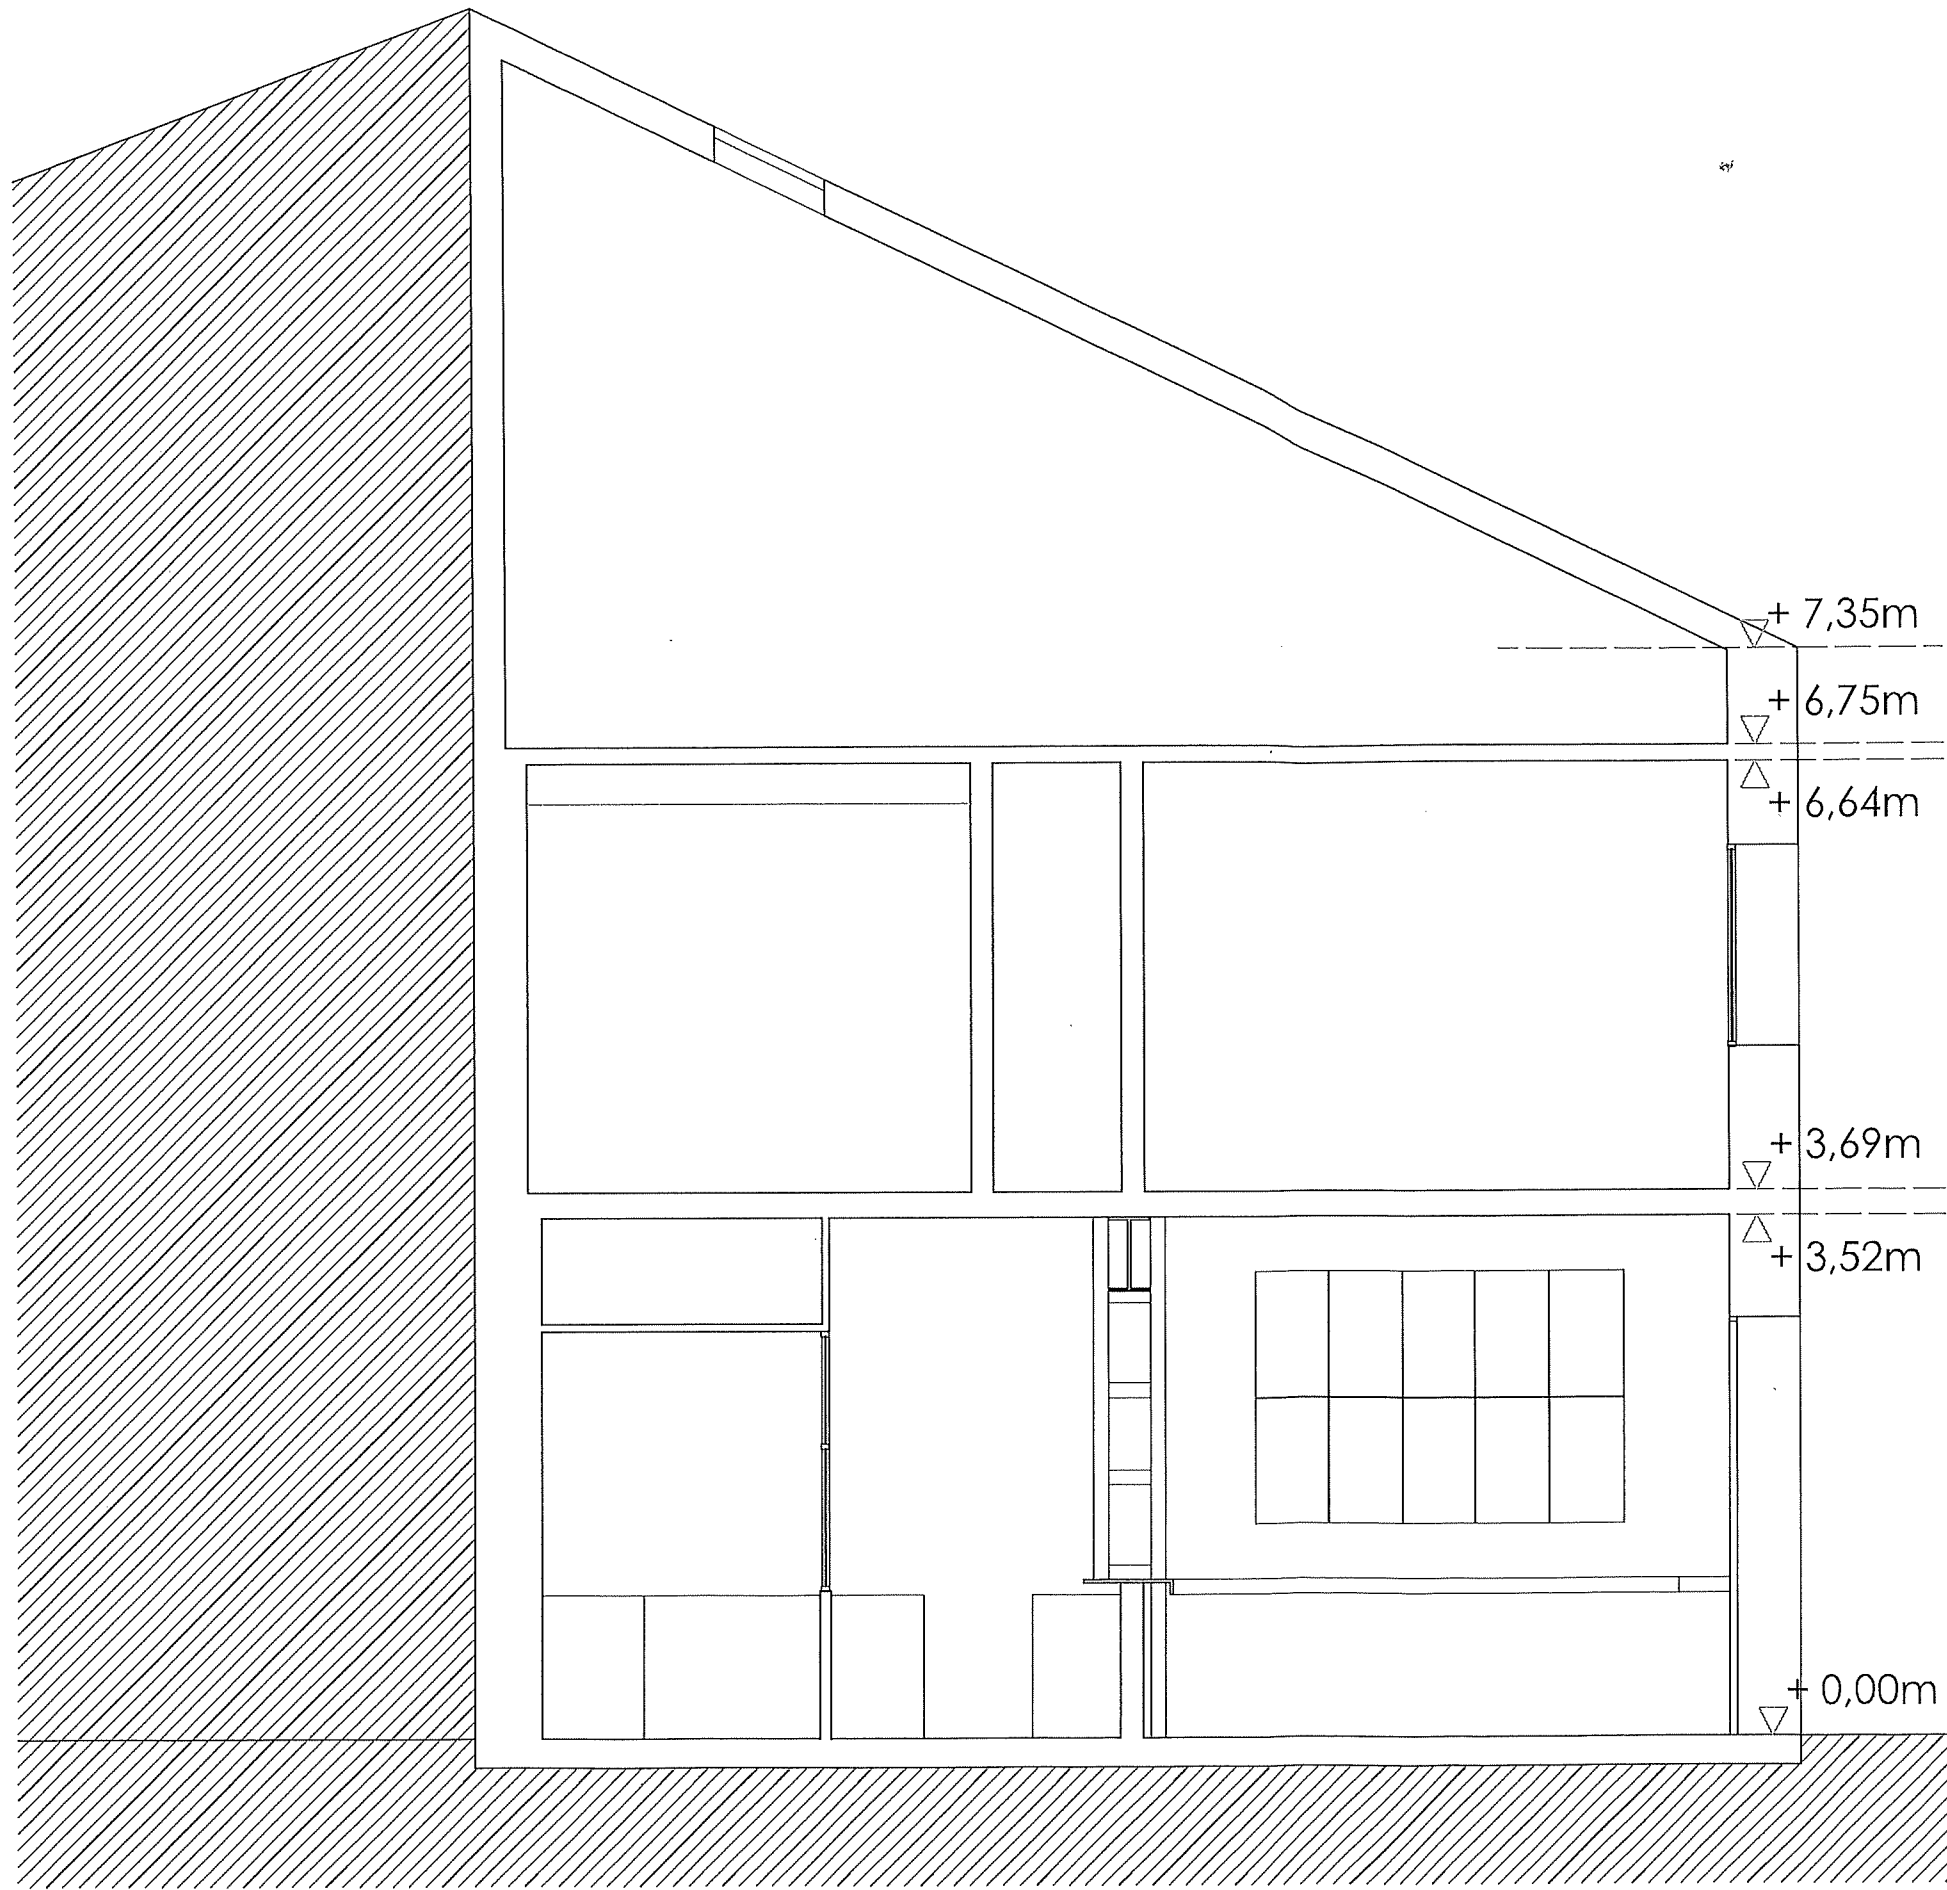 + 7,35m
+ 6,75m
+ 6,64m
+ 3,69m
+ 3,52m
+ 0,00m